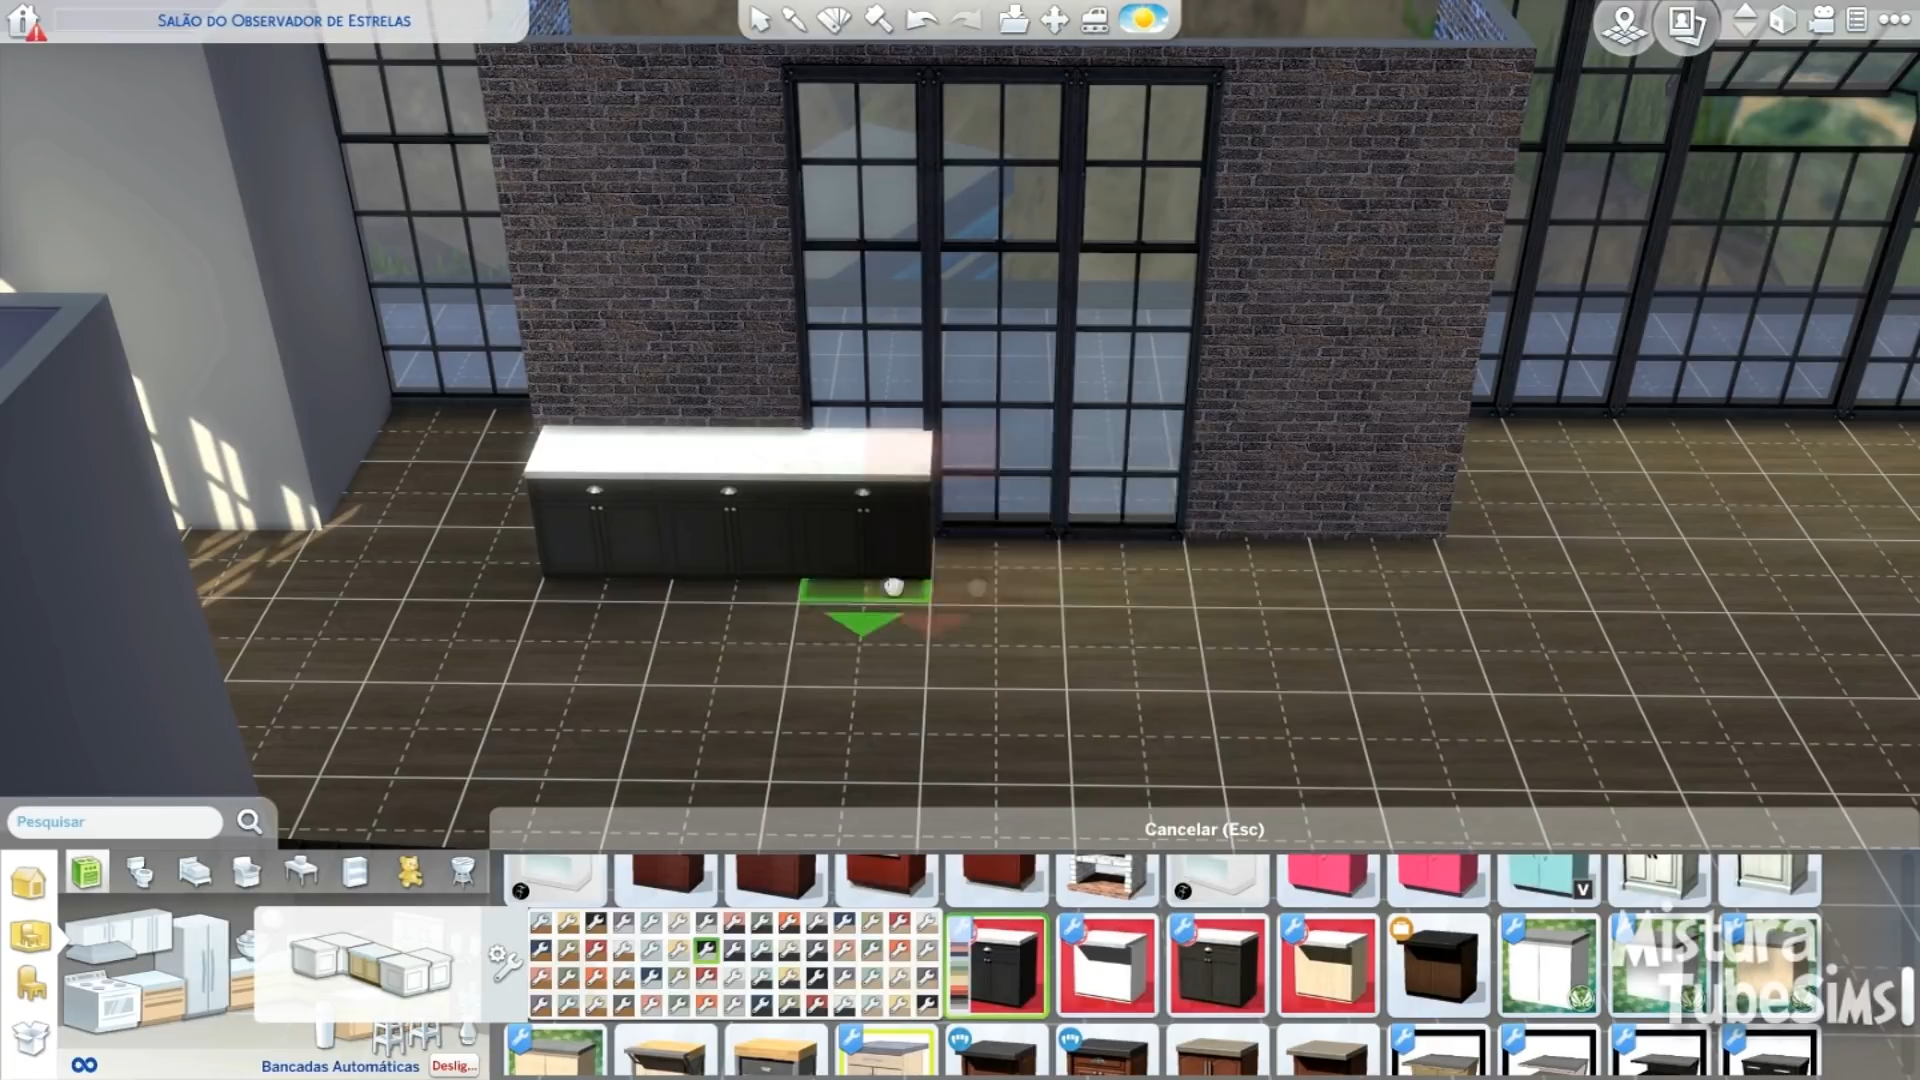 Salão do Observador de Estrelas
Pesquisar
Cancelar (Esc)
V
Mistura
TubeSims!
Bancadas Automáticas
Deslig...